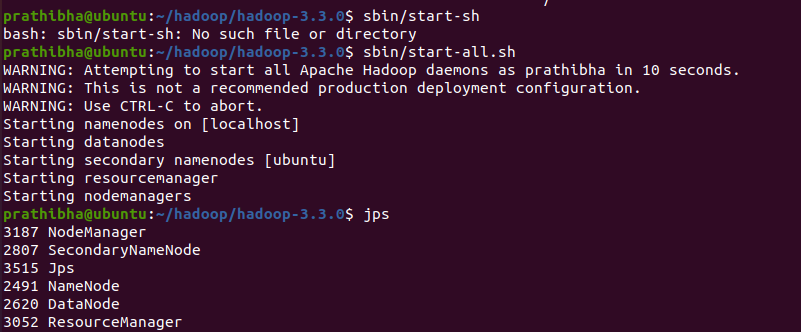 prathibha@ubuntu:~/hadoop/hadoop-3.3.0$ sbin/start-sh
bash: sbin/start-sh: No such file or directory
prathibha@ubuntu:~/hadoop/hadoop-3.3.0$ sbin/start-all.sh
WARNING: Attempting to start all Apache Hadoop daemons as prathibha in 10 seconds.
WARNING: This is not a recommended production deployment configuration.
WARNING: Use CTRL-C to abort.
Starting namenodes on [localhost]
Starting datanodes
Starting secondary namenodes [ubuntu]
Starting resourcemanager
Starting nodemanagers
prathibha@ubuntu:~/hadoop/hadoop-3.3.0$ jps
3187 NodeManager
2807 SecondaryNameNode
3515 Jps
2491 NameNode
2620 DataNode
3052 ResourceManager